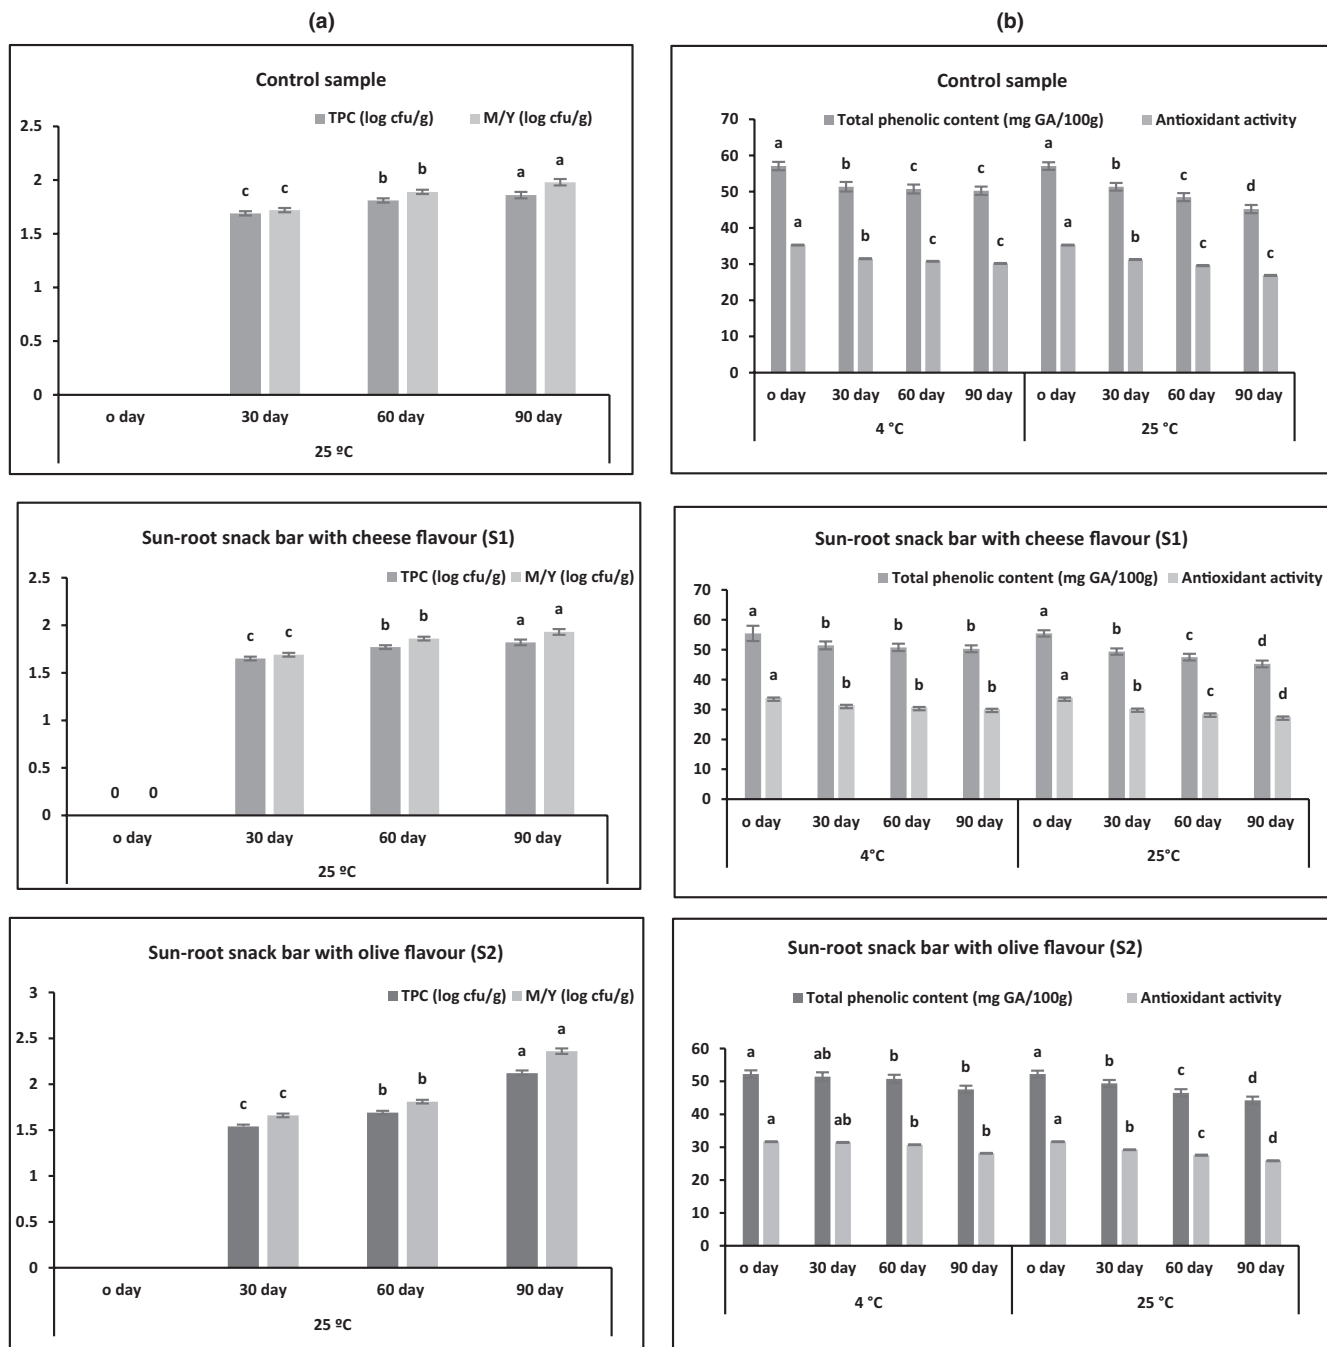 (a)
Control sample
TPC (log cfu/g) M/Y (log cfu/g)
2.5
2
1.5
1
0.5
0
c c b b a a
o day 30 day 60 day 90 day
25 ºC
Sun-root snack bar with cheese flavour (S1)
TPC (log cfu/g) M/Y (log cfu/g)
2.5
2
1.5
1
0.5
0
0 0 c c b b a a
o day 30 day 60 day 90 day
25 ºC
Sun-root snack bar with olive flavour (S2)
TPC (log cfu/g) M/Y (log cfu/g)
3
2.5
2
1.5
1
0.5
0
c c b b a a
o day 30 day 60 day 90 day
25 ºC
(b)
Control sample
Total phenolic content (mg GA/100g) Antioxidant activity
70
60
50
40
30
20
10
0
a b c c a b c d
a b c c a b c c
o day 30 day 60 day 90 day o day 30 day 60 day 90 day
4 °C 25 °C
Sun-root snack bar with cheese flavour (S1)
Total phenolic content (mg GA/100g) Antioxidant activity
70
60
50
40
30
20
10
0
a b b b a b c d
a b b b a b c d
o day 30 day 60 day 90 day o day 30 day 60 day 90 day
4°C 25°C
Sun-root snack bar with olive flavour (S2)
Total phenolic content (mg GA/100g) Antioxidant activity
60
50
40
30
20
10
0
a ab b b a b c d
a ab b b a b c d
o day 30 day 60 day 90 day o day 30 day 60 day 90 day
4 °C 25 °C